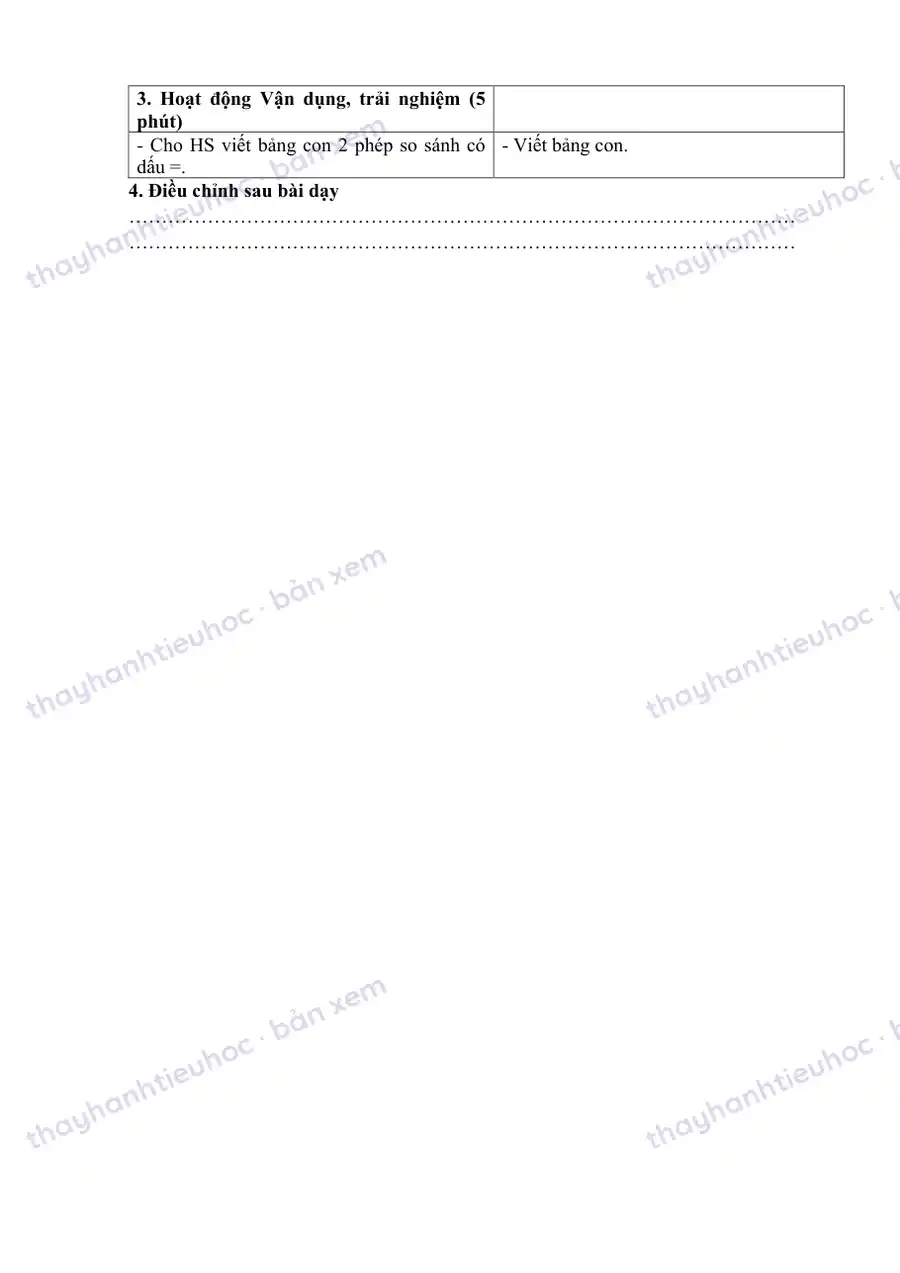 3. Hoạt động Vận dụng, trải nghiệm (5
phút)
- Cho HS viết bảng con 2 phép so sánh có
dấu =.
- Viết bảng con.
4. Điều chỉnh sau bài dạy
……………………………………………………………………………………
……………………………………………………………………………………
thayhanhtieuhoc · bản xem
thayhanhtieuhoc · b
thayhanhtieuhoc · bản xem
thayhanhtieuhoc · b
thayhanhtieuhoc · bản xem
thayhanhtieuhoc · b